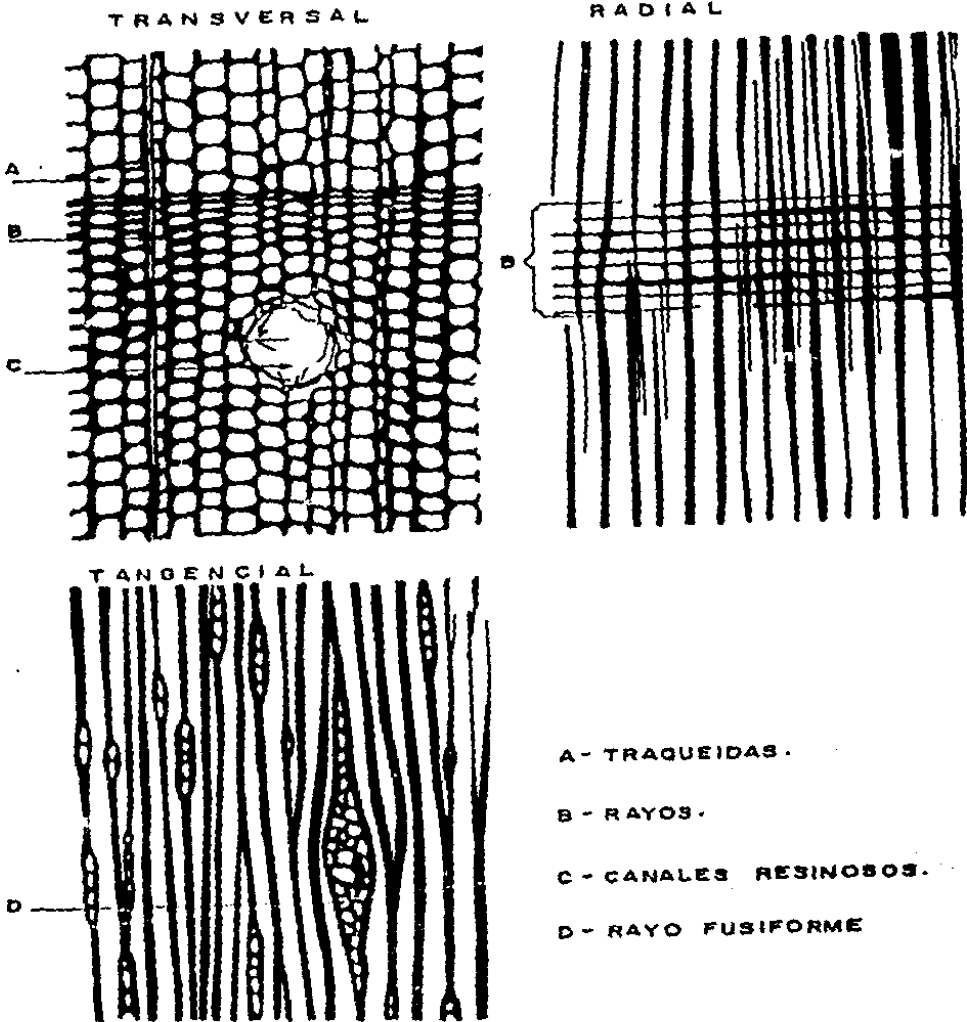 TRANSVERSAL
RADIAL
A
B
C
B
TANGENCIAL
D
A- TRAQUEIDAS.
B - RAYOS.
C - CANALES RESINOSOS.
D - RAYO FUSIFORME